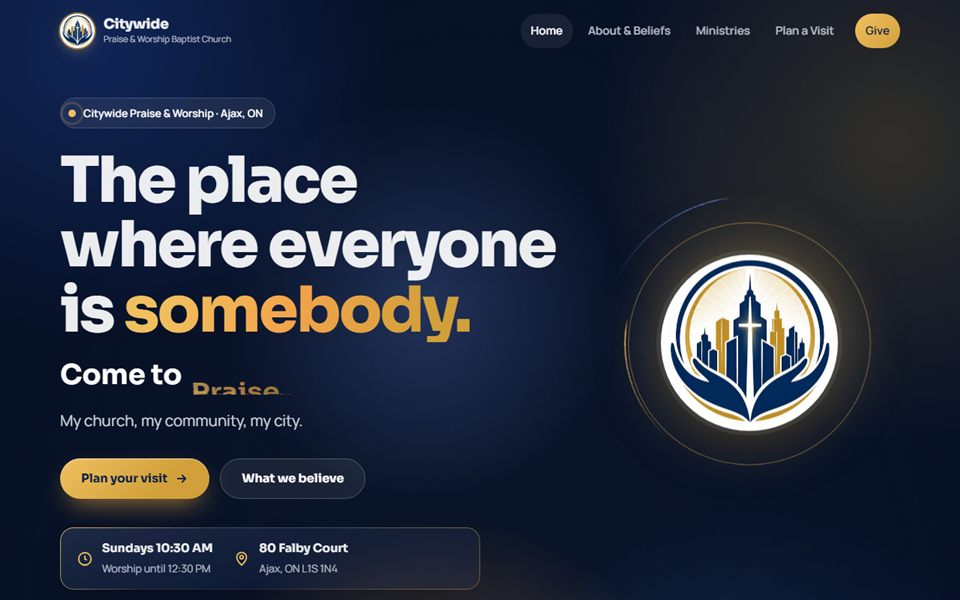 Citywide
Praise & Worship Baptist Church
Home
About & Beliefs
Ministries
Plan a Visit
Give
Citywide Praise & Worship · Ajax, ON
The place
where everyone
is somebody.
Come to Praise.
My church, my community, my city.
Plan your visit →
What we believe
Sundays 10:30 AM
Worship until 12:30 PM
80 Falby Court
Ajax, ON L1S 1N4